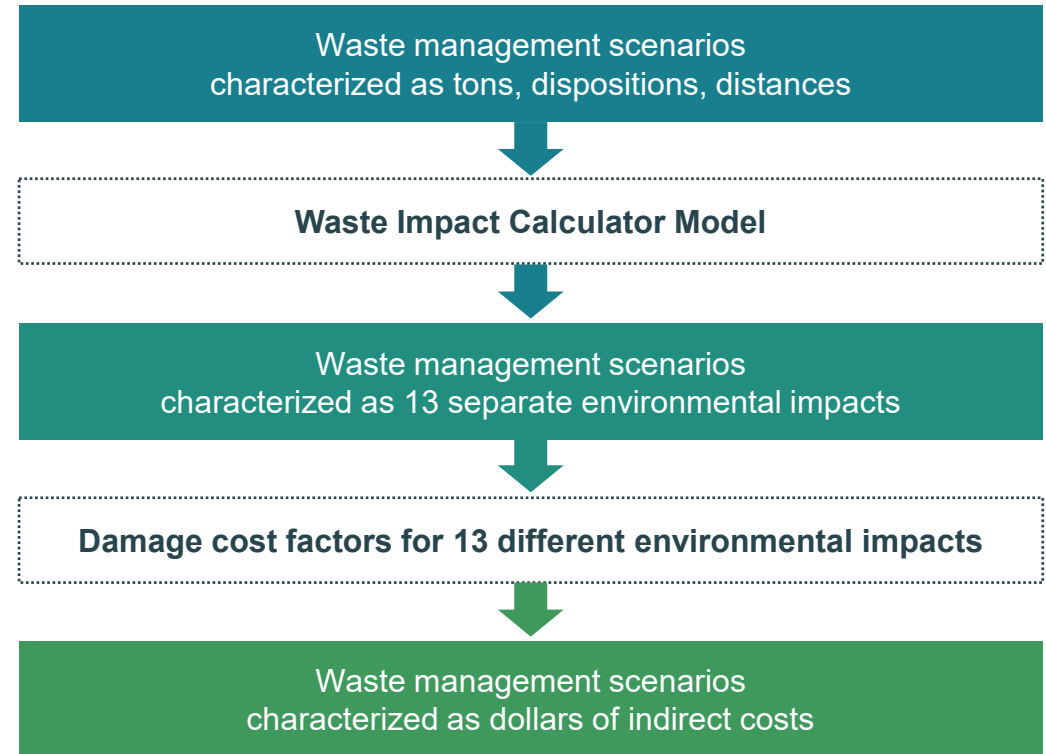 Waste management scenarios
characterized as tons, dispositions, distances
Waste Impact Calculator Model
Waste management scenarios
characterized as 13 separate environmental impacts
Damage cost factors for 13 different environmental impacts
Waste management scenarios
characterized as dollars of indirect costs